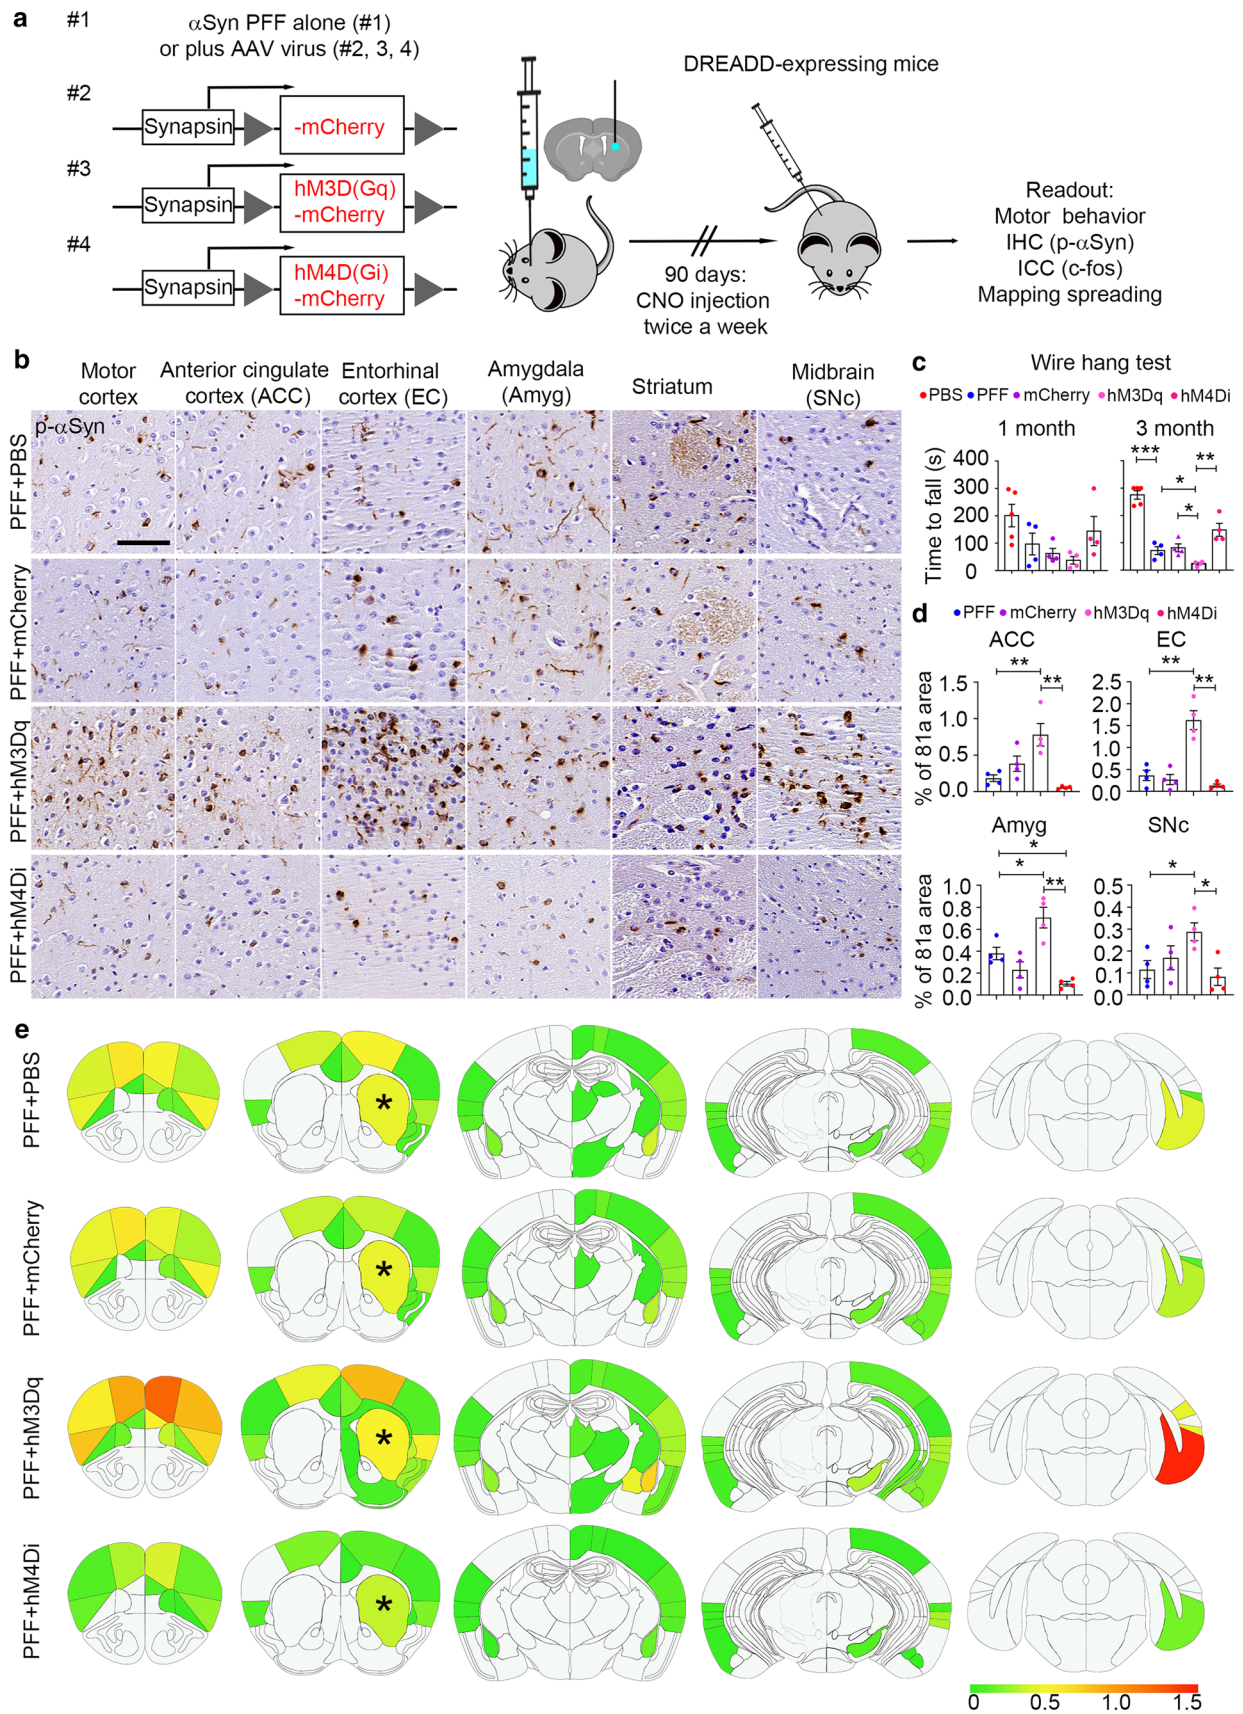 a
#1
αSyn PFF alone (#1)
or plus AAV virus (#2, 3, 4)
#2
Synapsin
-mCherry
#3
Synapsin
hM3D(Gq)
-mCherry
#4
Synapsin
hM4D(Gi)
-mCherry
DREADD-expressing mice
90 days:
CNO injection
twice a week
Readout:
Motor behavior
IHC (p-αSyn)
ICC (c-fos)
Mapping spreading
b
Motor
cortex
Anterior cingulate
cortex (ACC)
Entorhinal
cortex (EC)
Amygdala
(Amyg)
Striatum
Midbrain
(SNc)
p-αSyn
PFF+PBS
PFF+mCherry
PFF+hM3Dq
PFF+hM4Di
c
Wire hang test
PBS PFF mCherry hM3Dq hM4Di
1 month
3 month
Time to fall (s)
400
300
200
100
0
***
*
*
**
d
PFF mCherry hM3Dq hM4Di
ACC
% of 81a area
1.5
1.0
0.5
0.0
**
**
EC
2.5
2.0
1.5
1.0
0.5
0.0
**
**
Amyg
% of 81a area
1.0
0.8
0.6
0.4
0.2
0.0
*
*
**
SNc
0.5
0.4
0.3
0.2
0.1
0.0
*
*
e
PFF+PBS
*
PFF+mCherry
*
PFF+hM3Dq
*
PFF+hM4Di
*
0 0.5 1.0 1.5